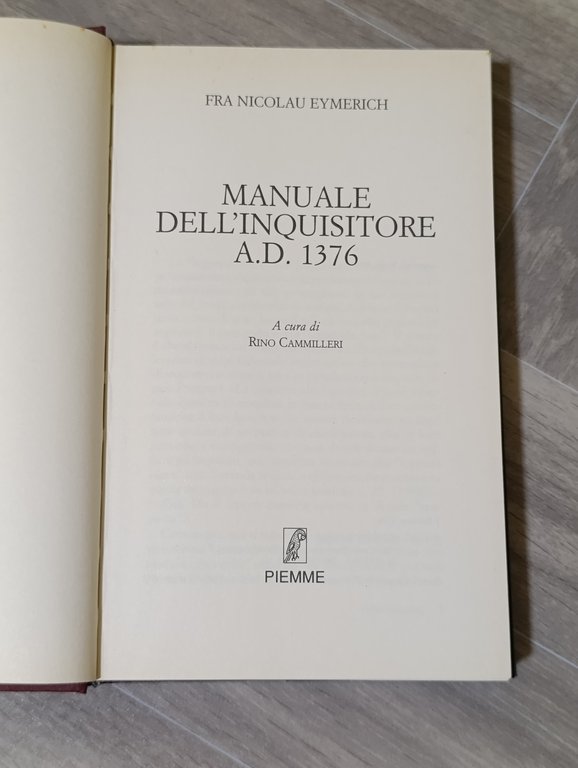 FRA NICOLAU EYMERICH
MANUALE
DELL'INQUISITORE
A.D. 1376
A cura di
RINO CAMMILLERI
PIEMME